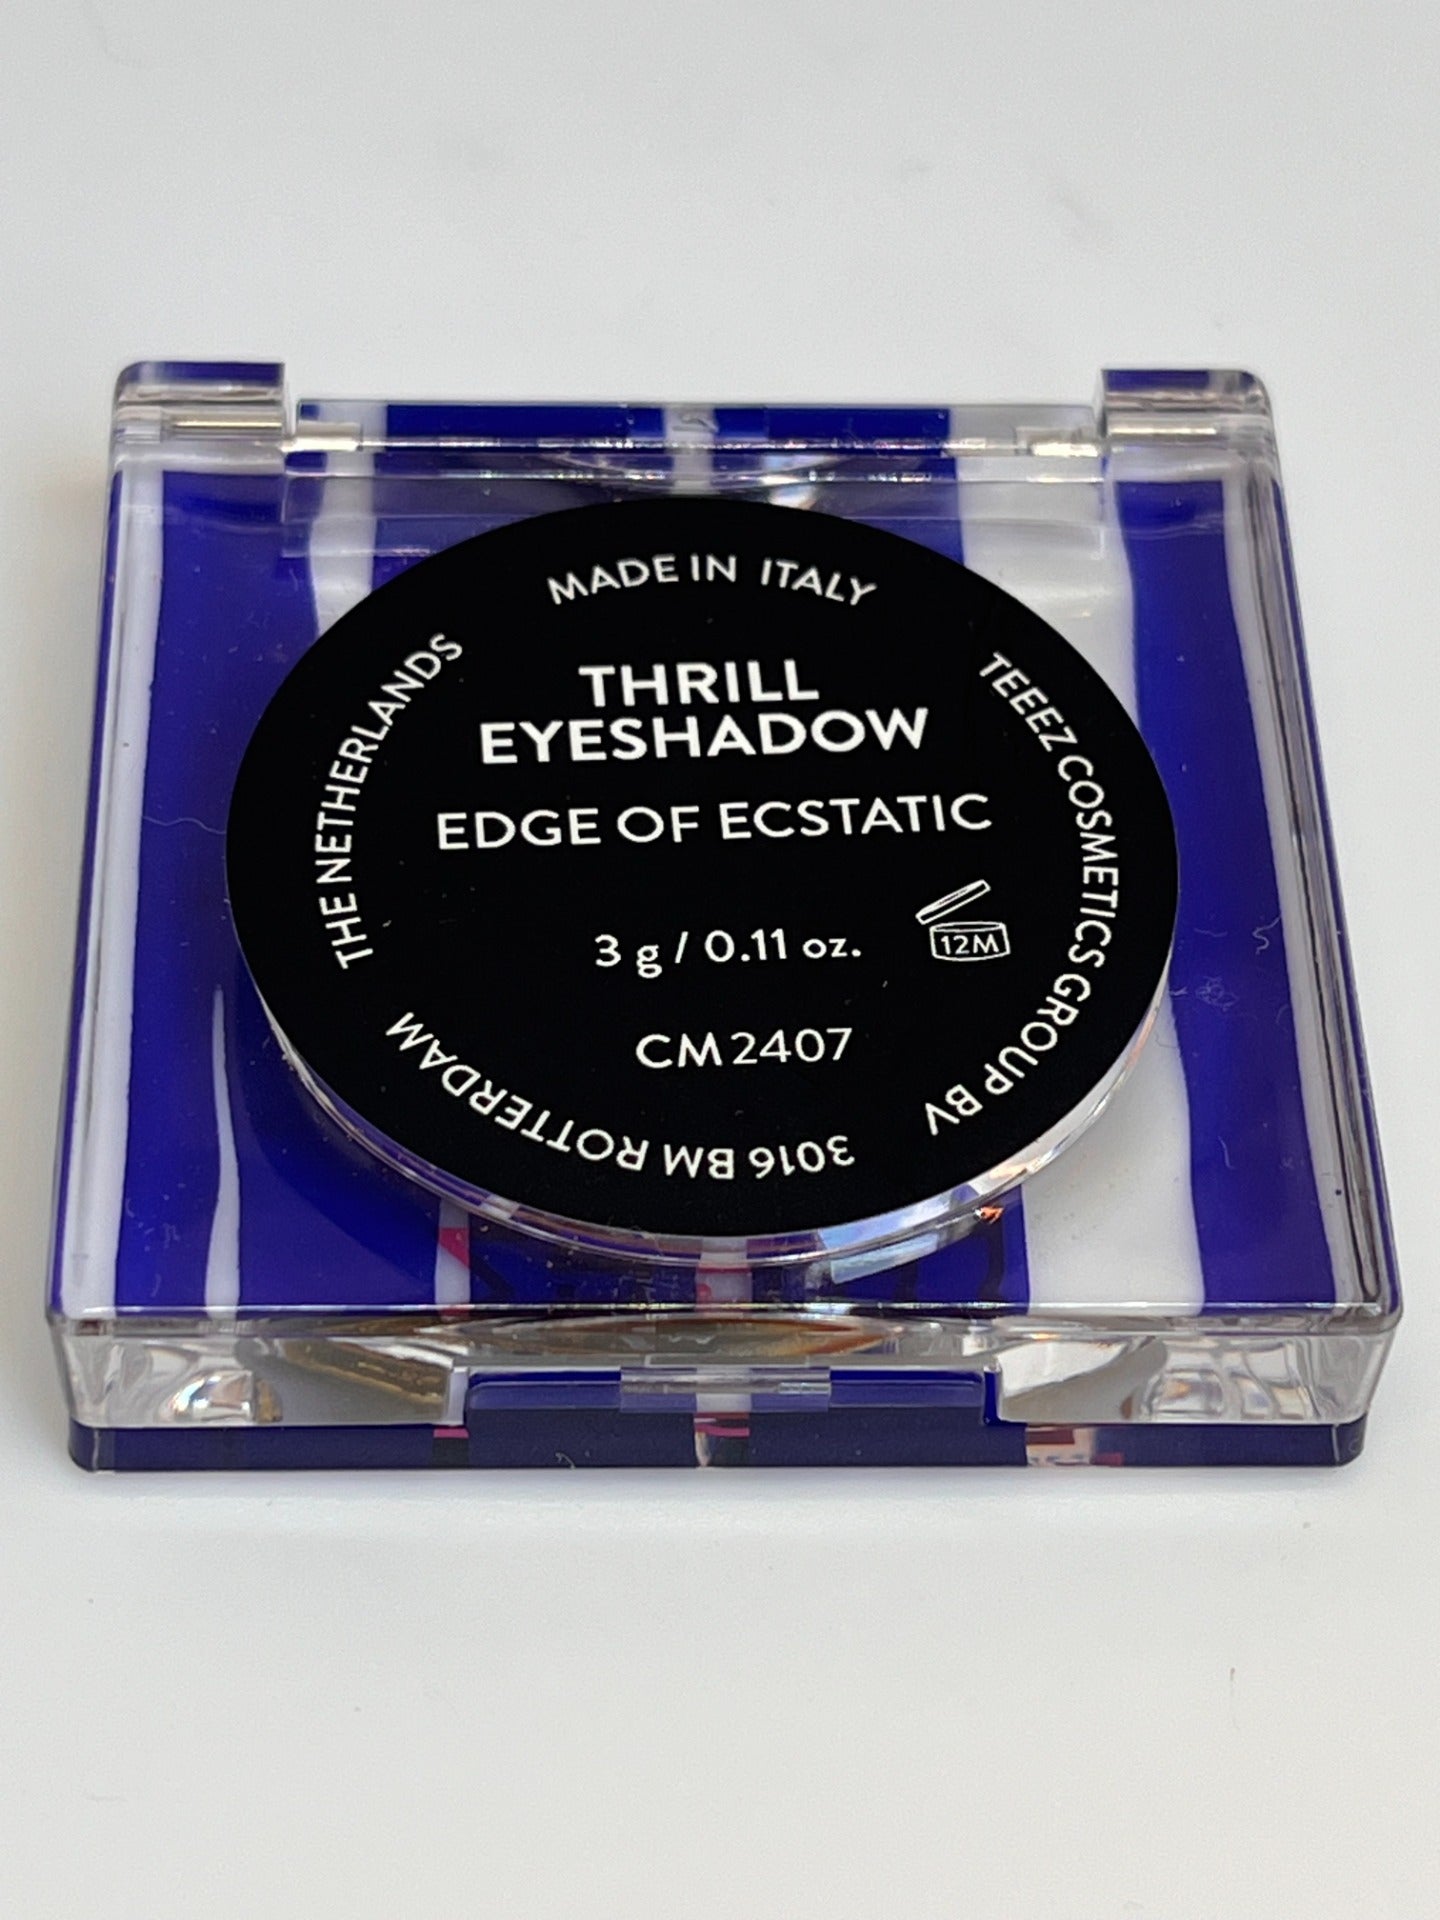 MADE IN ITALY
THRILL
EYESHADOW
EDGE OF ECSTATIC
3 g / 0.11 oz.
12M
CM2407
TEEEZ COSMETICS GROUP BV
3016 BM ROTTERDAM
THE NETHERLANDS